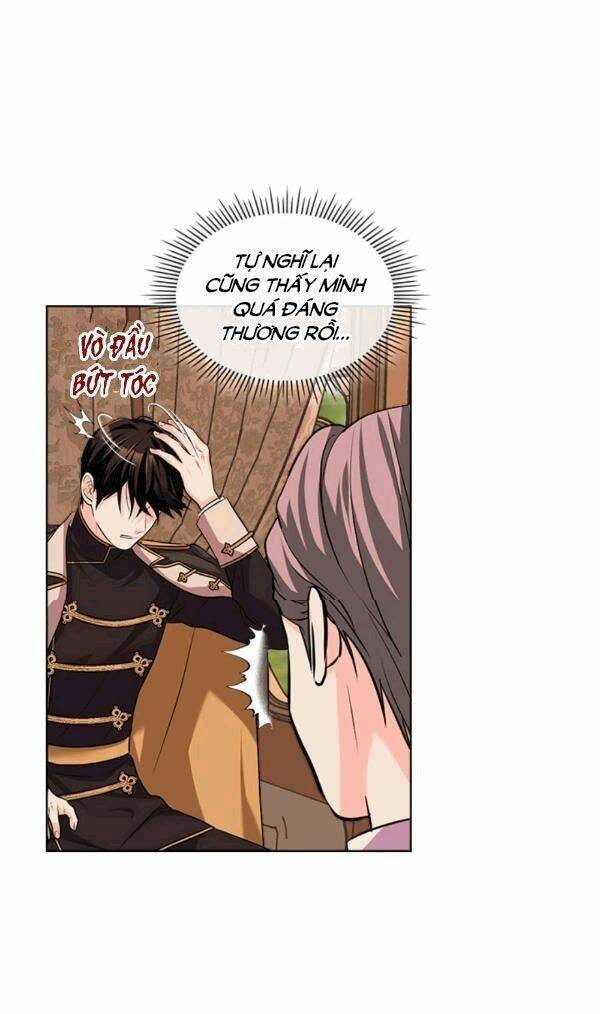 TỰ NGHĨ LẠI
CŨNG THẤY MÌNH
QUÁ ĐÁNG
THƯƠNG RỒI...
VÒ ĐẦU
BỨT TÓC